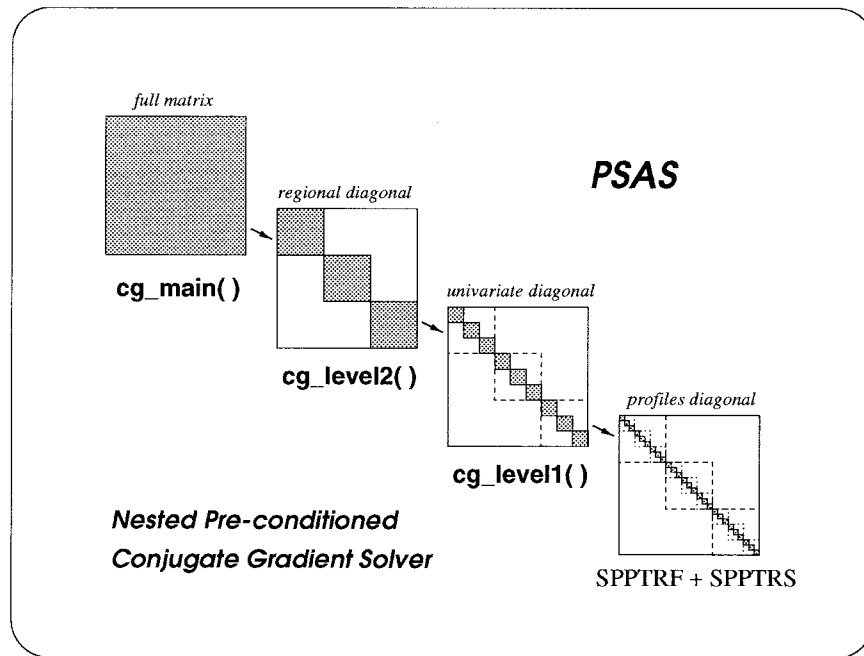 full matrix
PSAS
regional diagonal
cg_main( )
univariate diagonal
cg_level2( )
profiles diagonal
cg_level1( )
Nested Pre-conditioned
Conjugate Gradient Solver
SPPTRF + SPPTRS